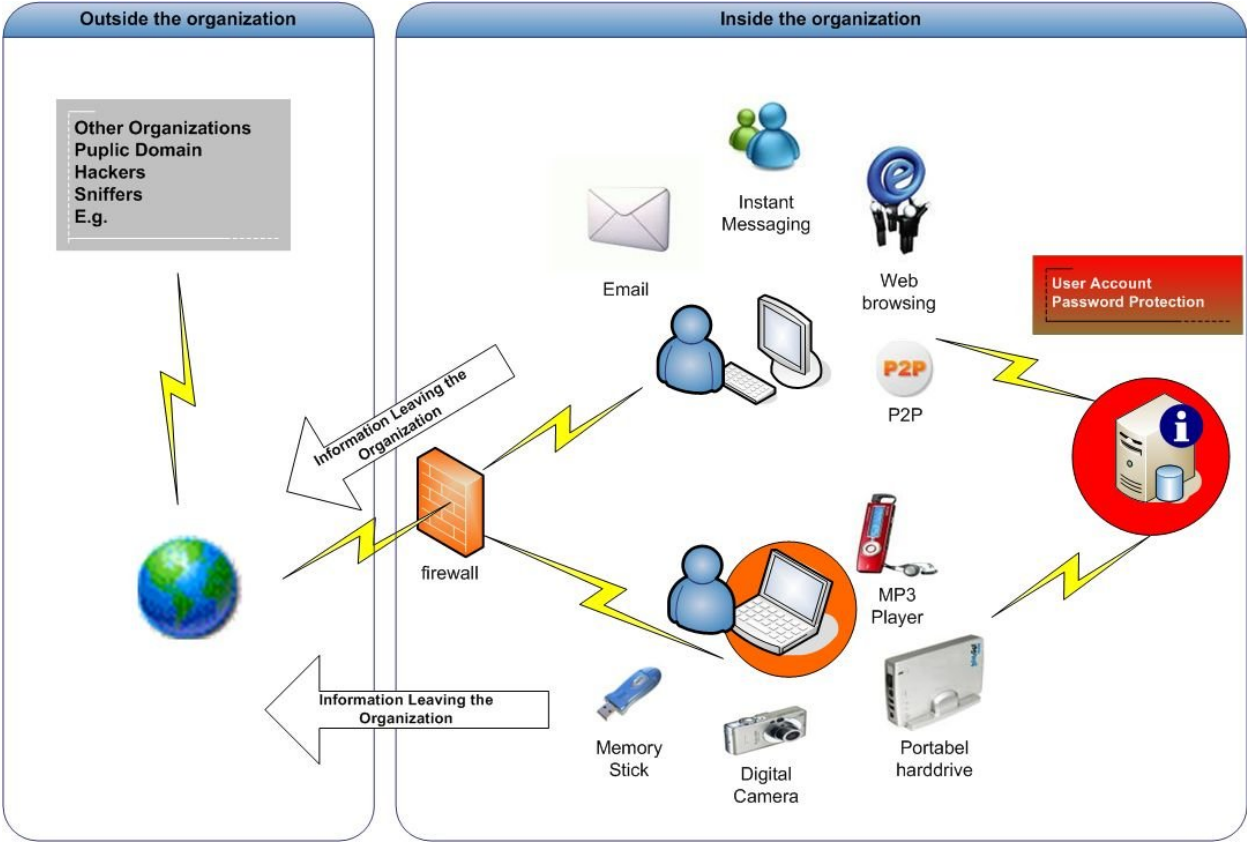 Outside the organization
Inside the organization
Other Organizations
Puplic Domain
Hackers
Sniffers
E.g.
Instant
Messaging
Email
Web
browsing
User Account
Password Protection
P2P
P2P
Information Leaving the
Organization
firewall
MP3
Player
Information Leaving the
Organization
Memory
Stick
Digital
Camera
Portabel
harddrive